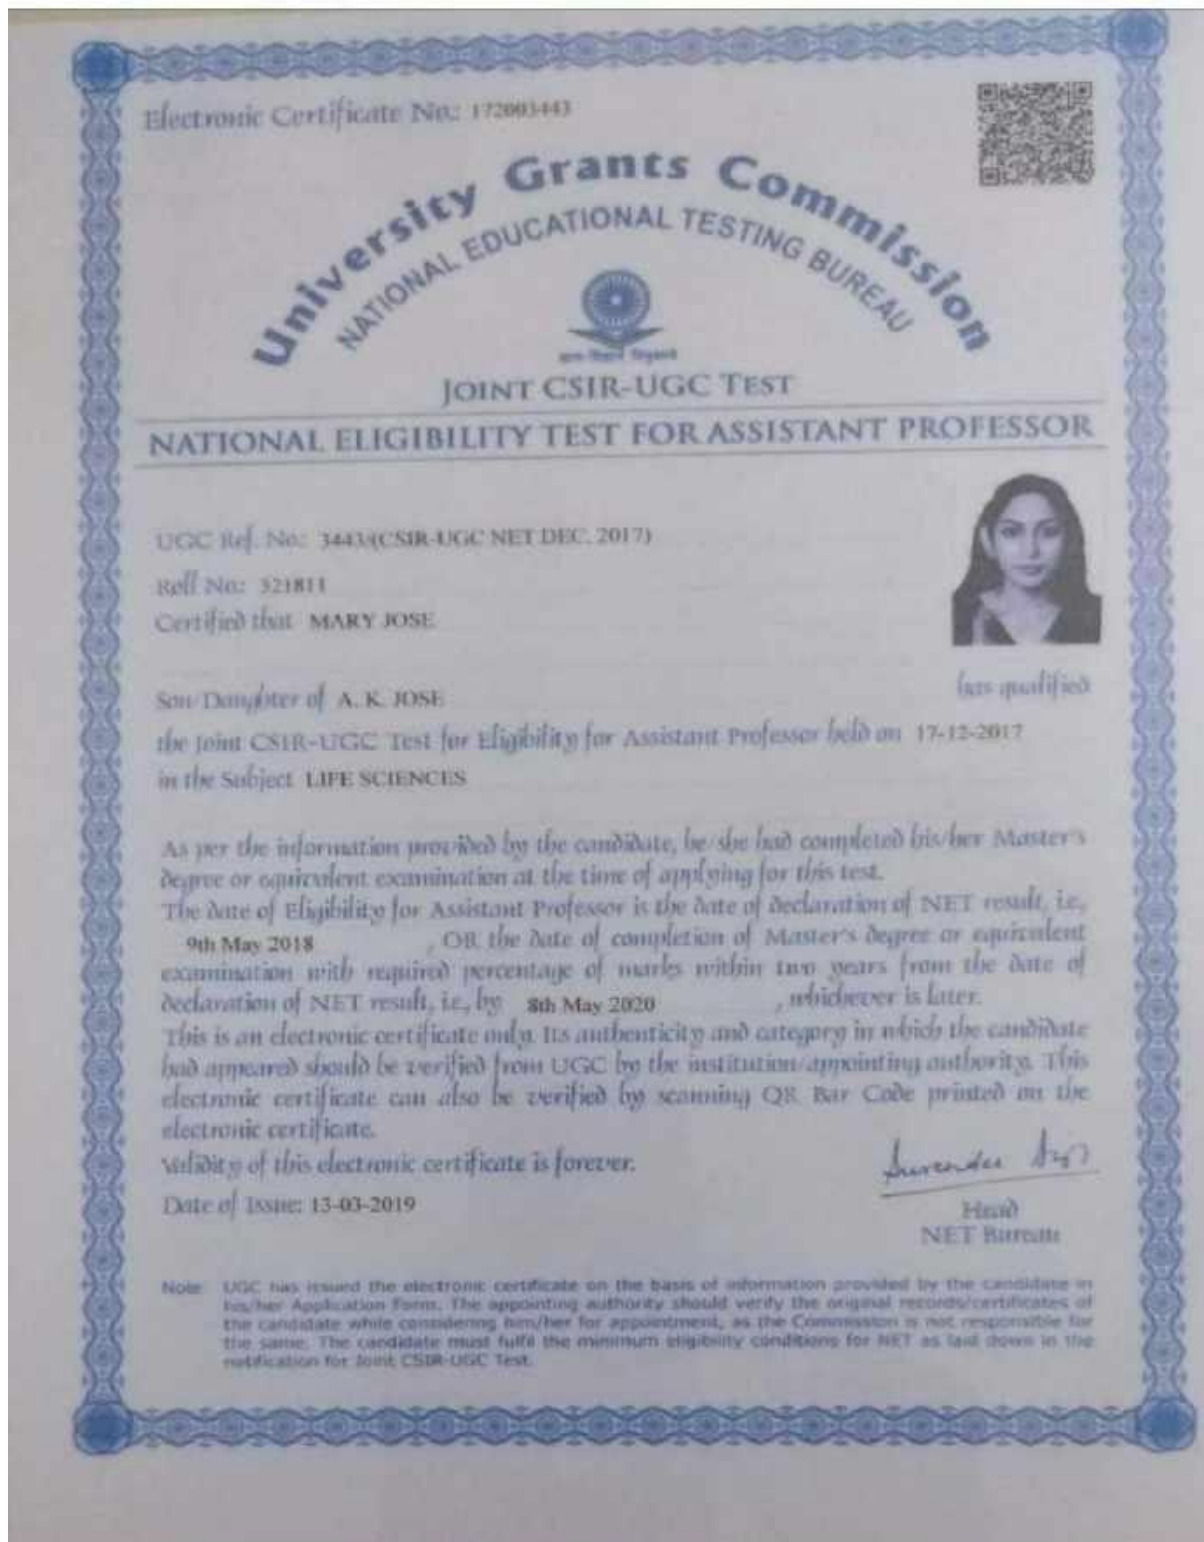 Electronic Certificate No.: 172003443
University Grants Commission
NATIONAL EDUCATIONAL TESTING BUREAU
JOINT CSIR-UGC TEST
NATIONAL ELIGIBILITY TEST FOR ASSISTANT PROFESSOR
UGC Ref. No.: 3443/(CSIR-UGC NET DEC. 2017)
Roll No: 521811
Certified that MARY JOSE
Son/Daughter of A. K. JOSE
has qualified
the Joint CSIR-UGC Test for Eligibility for Assistant Professor held on 17-12-2017
in the Subject LIFE SCIENCES
As per the information provided by the candidate, he/she had completed his/her Master's
degree or equivalent examination at the time of applying for this test.
The date of Eligibility for Assistant Professor is the date of declaration of NET result, i.e.,
9th May 2018 , OR the date of completion of Master's degree or equivalent
examination with required percentage of marks within two years from the date of
declaration of NET result, i.e., by 8th May 2020 , whichever is later.
This is an electronic certificate only. Its authenticity and category in which the candidate
had appeared should be verified from UGC by the institution/appointing authority. This
electronic certificate can also be verified by scanning QR Bar Code printed on the
electronic certificate.
Validity of this electronic certificate is forever.
Date of Issue: 13-03-2019
Head
NET Bureau
Note: UGC has issued the electronic certificate on the basis of information provided by the candidate in
his/her Application Form. The appointing authority should verify the original records/certificates of
the candidate while considering him/her for appointment, as the Commission is not responsible for
the same. The candidate must fulfil the minimum eligibility conditions for NET as laid down in the
notification for Joint CSIR-UGC Test.